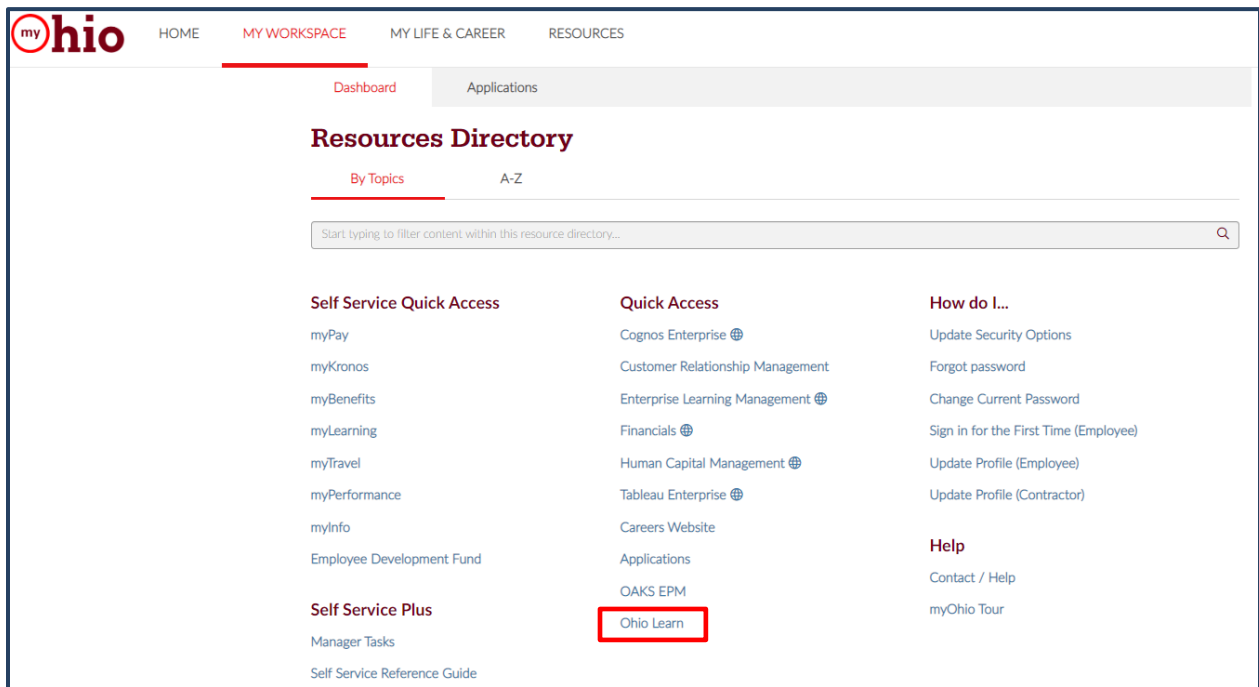 my hio
HOME MY WORKSPACE MY LIFE & CAREER RESOURCES
Dashboard Applications
Resources Directory
By Topics A-Z
Start typing to filter content within this resource directory...
Self Service Quick Access
myPay
myKronos
myBenefits
myLearning
myTravel
myPerformance
myInfo
Employee Development Fund
Self Service Plus
Manager Tasks
Self Service Reference Guide
Quick Access
Cognos Enterprise
Customer Relationship Management
Enterprise Learning Management
Financials
Human Capital Management
Tableau Enterprise
Careers Website
Applications
OAKS EPM
Ohio Learn
How do I...
Update Security Options
Forgot password
Change Current Password
Sign in for the First Time (Employee)
Update Profile (Employee)
Update Profile (Contractor)
Help
Contact / Help
myOhio Tour